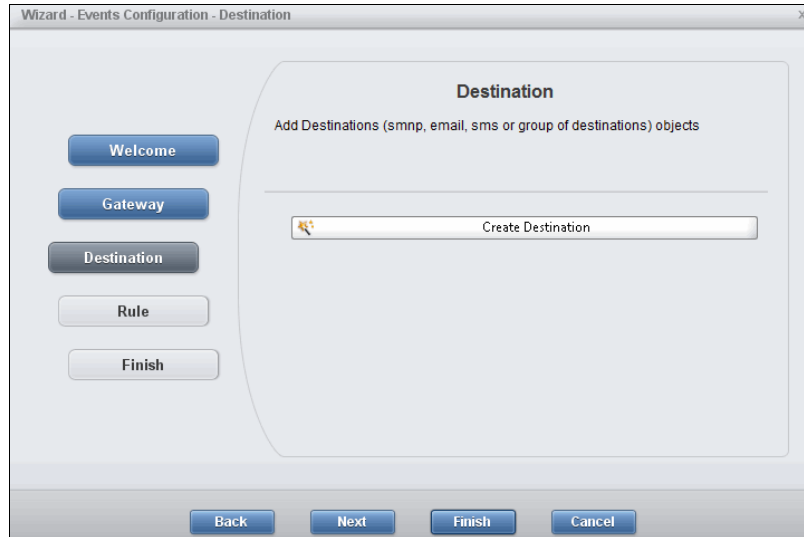 Wizard - Events Configuration - Destination
x
Welcome
Gateway
Destination
Rule
Finish
Destination
Add Destinations (smnp, email, sms or group of destinations) objects
Create Destination
Back Next Finish Cancel